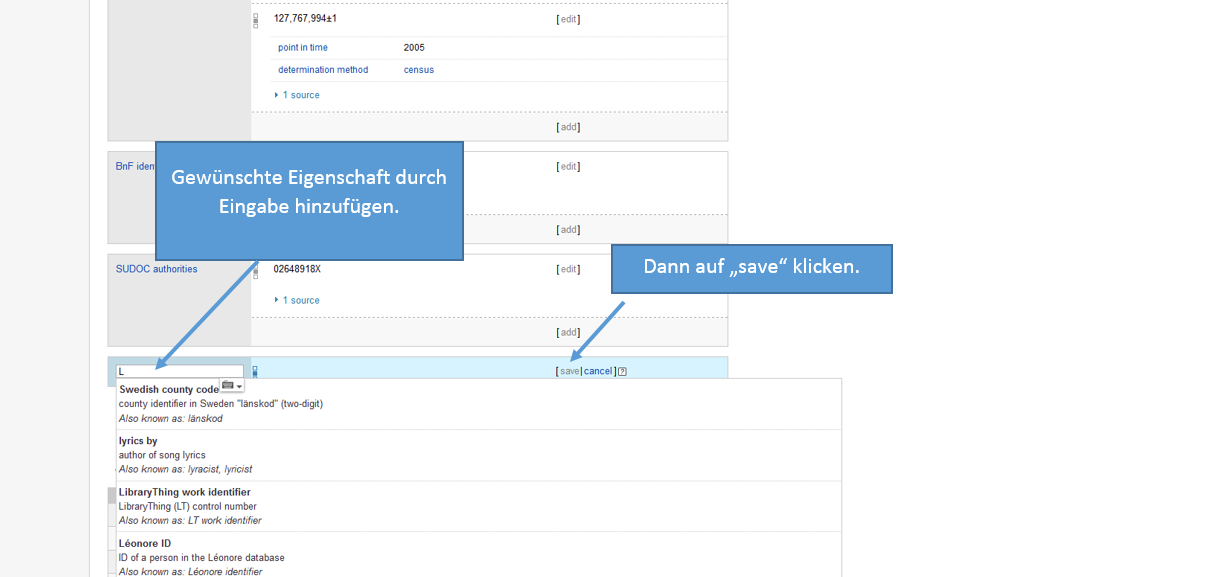 127,767,994±1 [edit]
point in time 2005
determination method census
1 source
[add]
BnF iden [edit]
Gewünschte Eigenschaft durch
Eingabe hinzufügen.
[add]
SUDOC authorities 02648918X [edit]
Dann auf „save“ klicken.
1 source
[add]
L [save|cancel][?]
Swedish county code
county identifier in Sweden "länskod" (two-digit)
Also known as: länskod
lyrics by
author of song lyrics
Also known as: lyracist, lyricist
LibraryThing work identifier
LibraryThing (LT) control number
Also known as: LT work identifier
Léonore ID
ID of a person in the Léonore database
Also known as: Léonore identifier